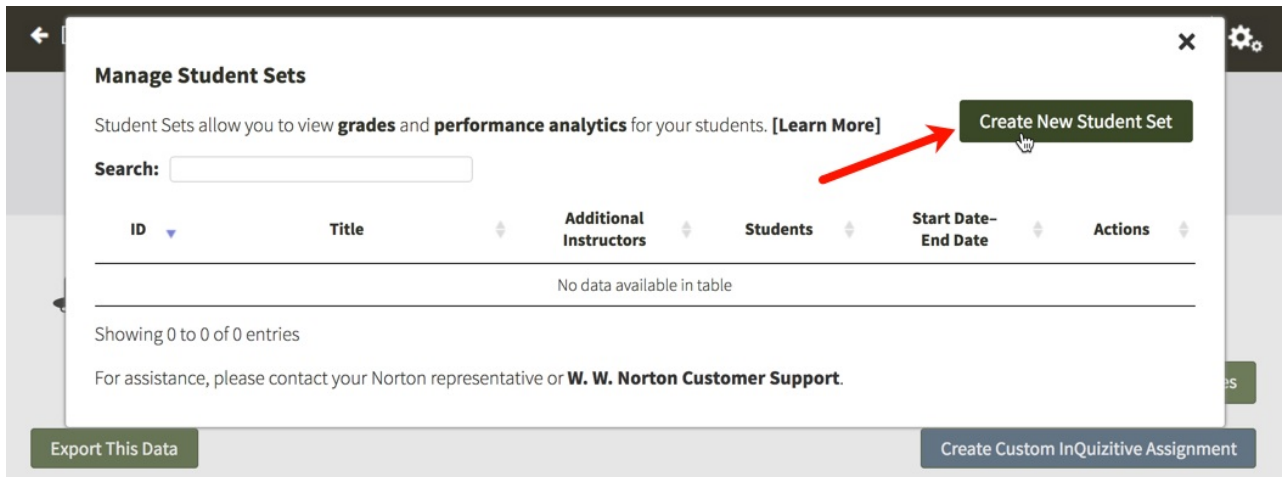 Manage Student Sets
Student Sets allow you to view grades and performance analytics for your students. [Learn More]
Create New Student Set
Search:
ID
Title
Additional
Instructors
Students
Start Date–
End Date
Actions
No data available in table
Showing 0 to 0 of 0 entries
For assistance, please contact your Norton representative or W. W. Norton Customer Support.
Export This Data
Create Custom InQuizitive Assignment